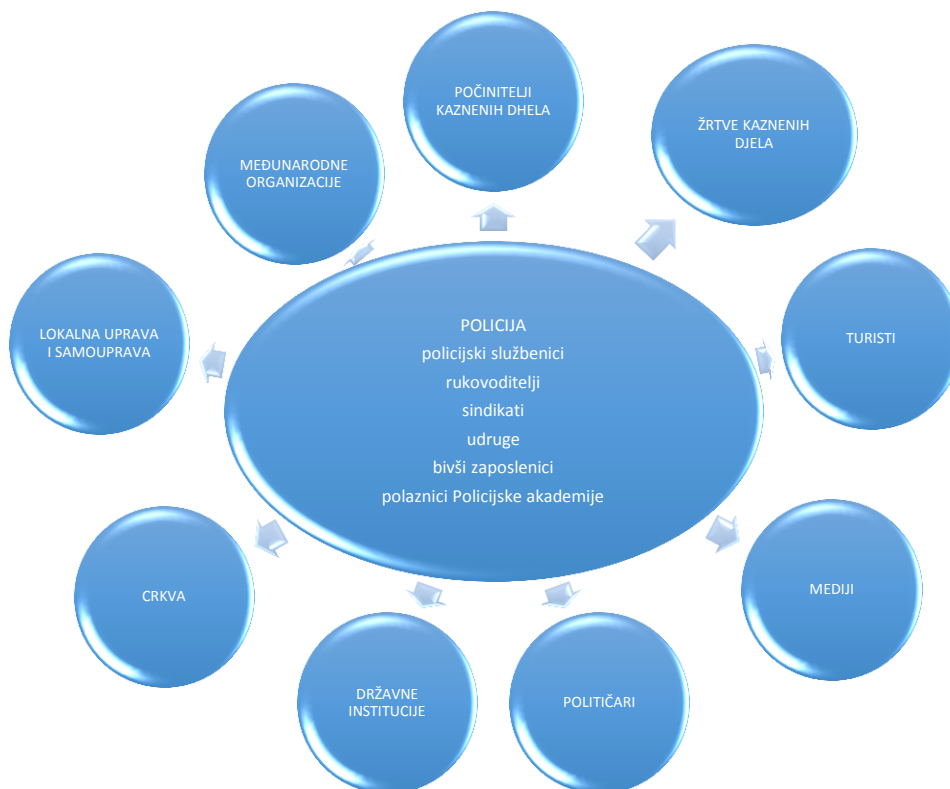 POČINITELJI
KAZNENIH DHELA
ŽRTVE KAZNENIH
DJELA
MEĐUNARODNE
ORGANIZACIJE
LOKALNA UPRAVA
I SAMOUPRAVA
POLICIJA
policijski službenici
rukovoditelji
sindikati
udruge
bivši zaposlenici
polaznici Policijske akademije
TURISTI
CRKVA
MEDIJI
DRŽAVNE
INSTITUCIJE
POLITIČARI